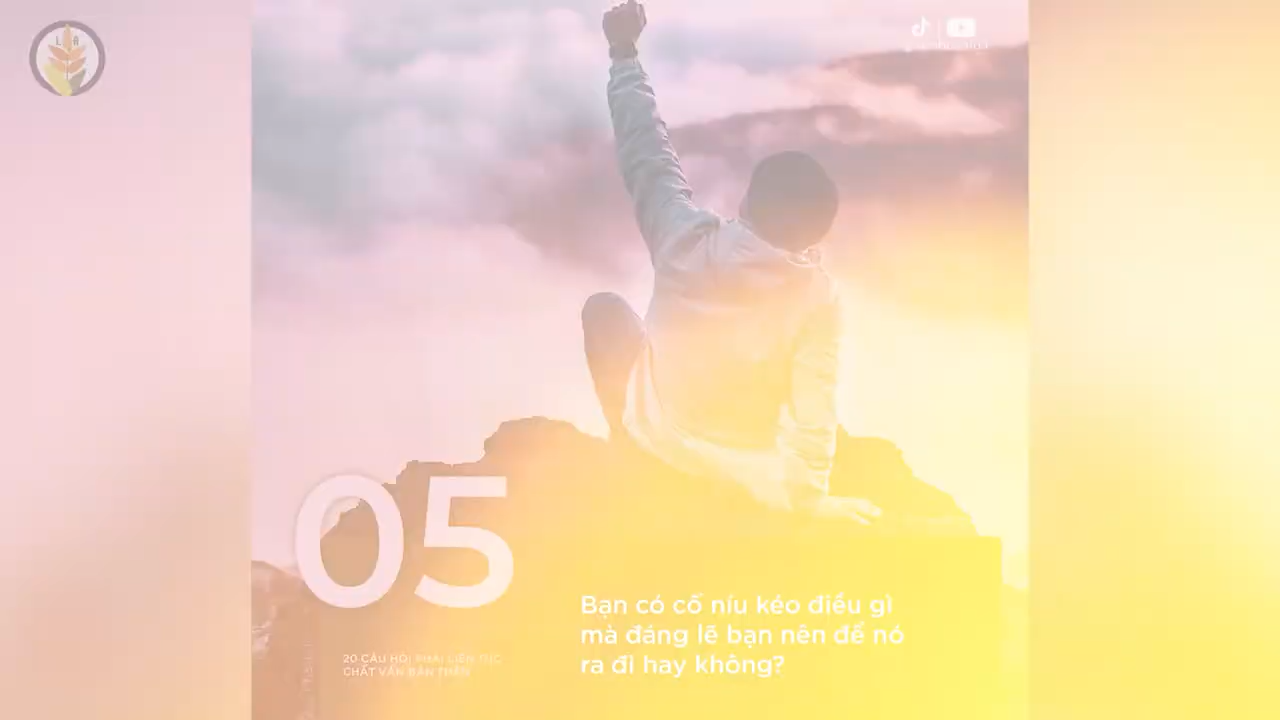 L A
05
Bạn có cố níu kéo điều gì
mà đáng lẽ bạn nên để nó
ra đi hay không?
20 CÂU HỎI PHẢI LIÊN TỤC
CHẤT VẤN BẢN THÂN